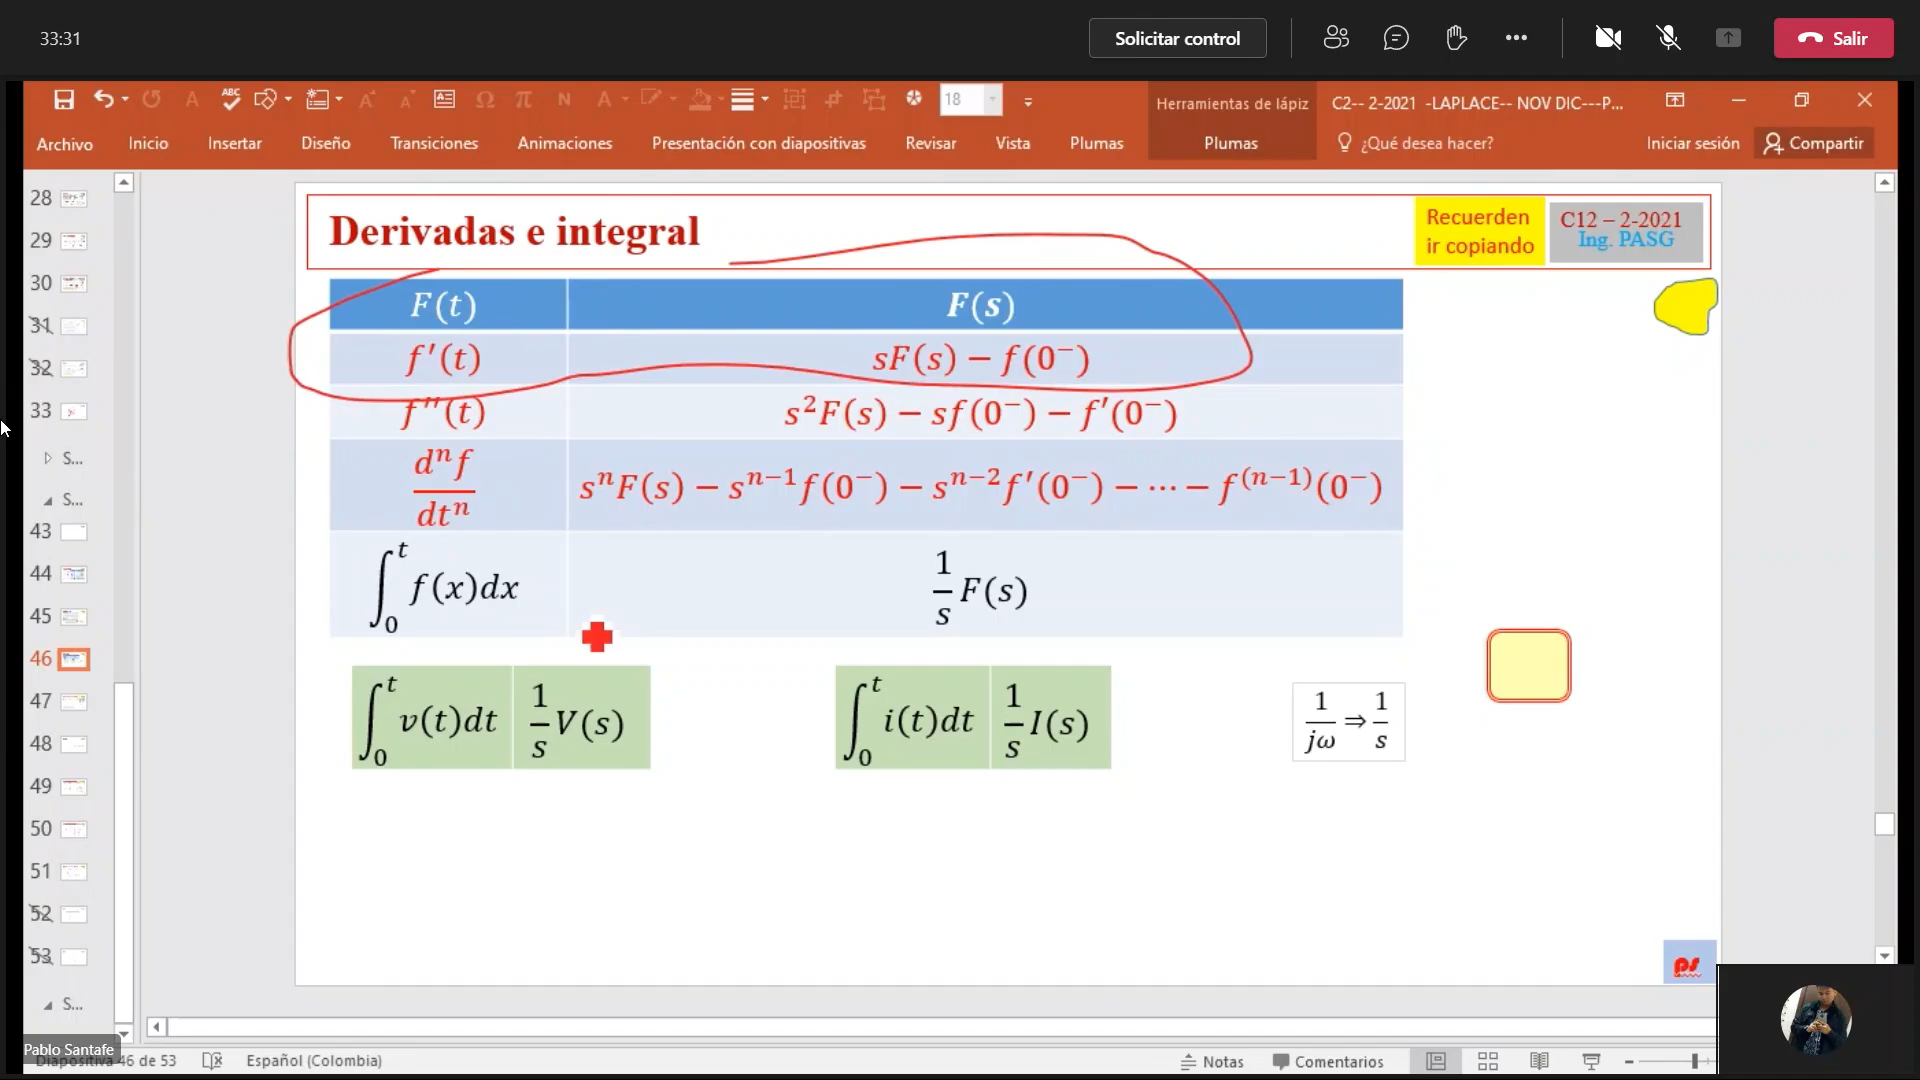 33:31
Solicitar control
Salir
18
Herramientas de lápiz
C2-- 2-2021 -LAPLACE-- NOV DIC---P...
Archivo
Inicio
Insertar
Diseño
Transiciones
Animaciones
Presentación con diapositivas
Revisar
Vista
Plumas
Plumas
¿Qué desea hacer?
Iniciar sesión
Compartir
28
29
30
31
32
33
S...
S...
43
44
45
46
47
48
49
50
51
52
53
S...
Derivadas e integral
Recuerden
ir copiando
C12 – 2-2021
Ing. PASG
F(t) F(s)
f′(t) sF(s) − f(0⁻)
f″(t) s²F(s) − sf(0⁻) − f′(0⁻)
dⁿf/dtⁿ sⁿF(s) − sⁿ⁻¹f(0⁻) − sⁿ⁻²f′(0⁻) − ⋯ − f⁽ⁿ⁻¹⁾(0⁻)
∫₀ᵗ f(x)dx 1/s F(s)
∫₀ᵗ v(t)dt 1/s V(s)
∫₀ᵗ i(t)dt 1/s I(s)
1/jω ⇒ 1/s
ps
Pablo Santafe
Diapositiva 46 de 53
Español (Colombia)
Notas
Comentarios